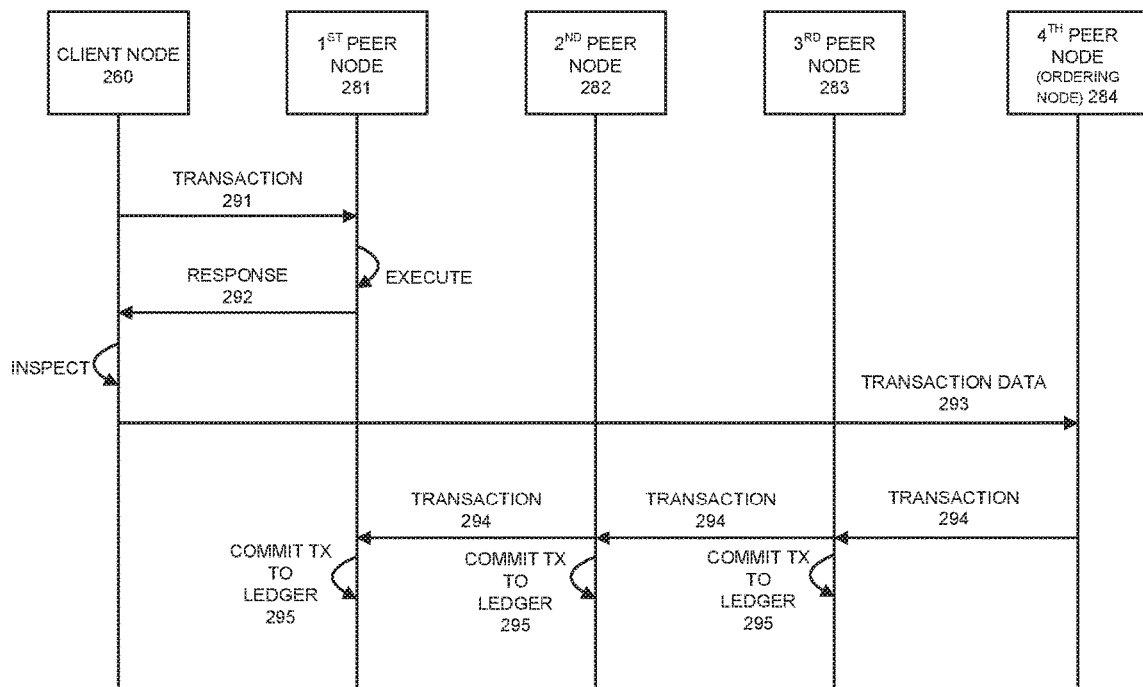 CLIENT NODE
260
1ST PEER
NODE
281
2ND PEER
NODE
282
3RD PEER
NODE
283
4TH PEER
NODE
(ORDERING
NODE) 284
TRANSACTION
291
EXECUTE
RESPONSE
292
INSPECT
TRANSACTION DATA
293
TRANSACTION
294
TRANSACTION
294
TRANSACTION
294
COMMIT TX
TO
LEDGER
295
COMMIT TX
TO
LEDGER
295
COMMIT TX
TO
LEDGER
295